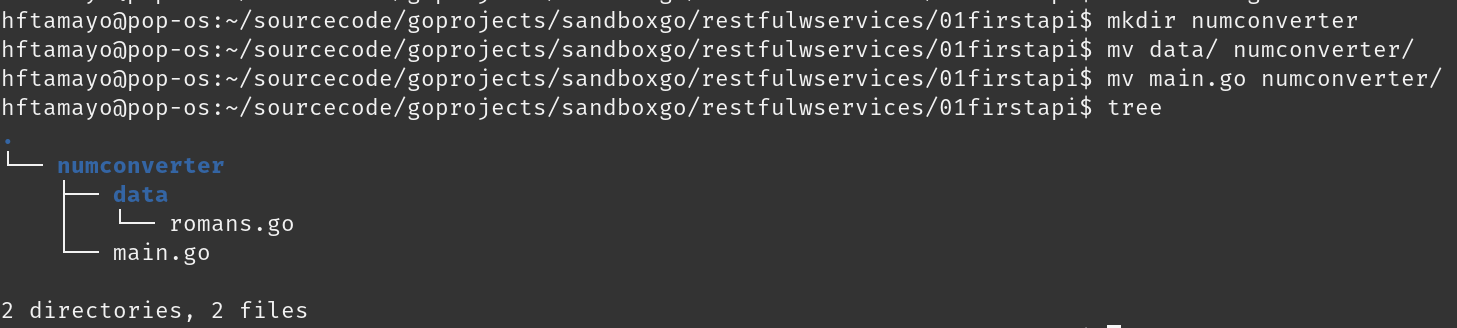 hftamayo@pop-os:~/sourcecode/goprojects/sandboxgo/restfulwservices/01firstapi$ mkdir numconverter
hftamayo@pop-os:~/sourcecode/goprojects/sandboxgo/restfulwservices/01firstapi$ mv data/ numconverter/
hftamayo@pop-os:~/sourcecode/goprojects/sandboxgo/restfulwservices/01firstapi$ mv main.go numconverter/
hftamayo@pop-os:~/sourcecode/goprojects/sandboxgo/restfulwservices/01firstapi$ tree
.
└── numconverter
    ├── data
    │   └── romans.go
    └── main.go

2 directories, 2 files